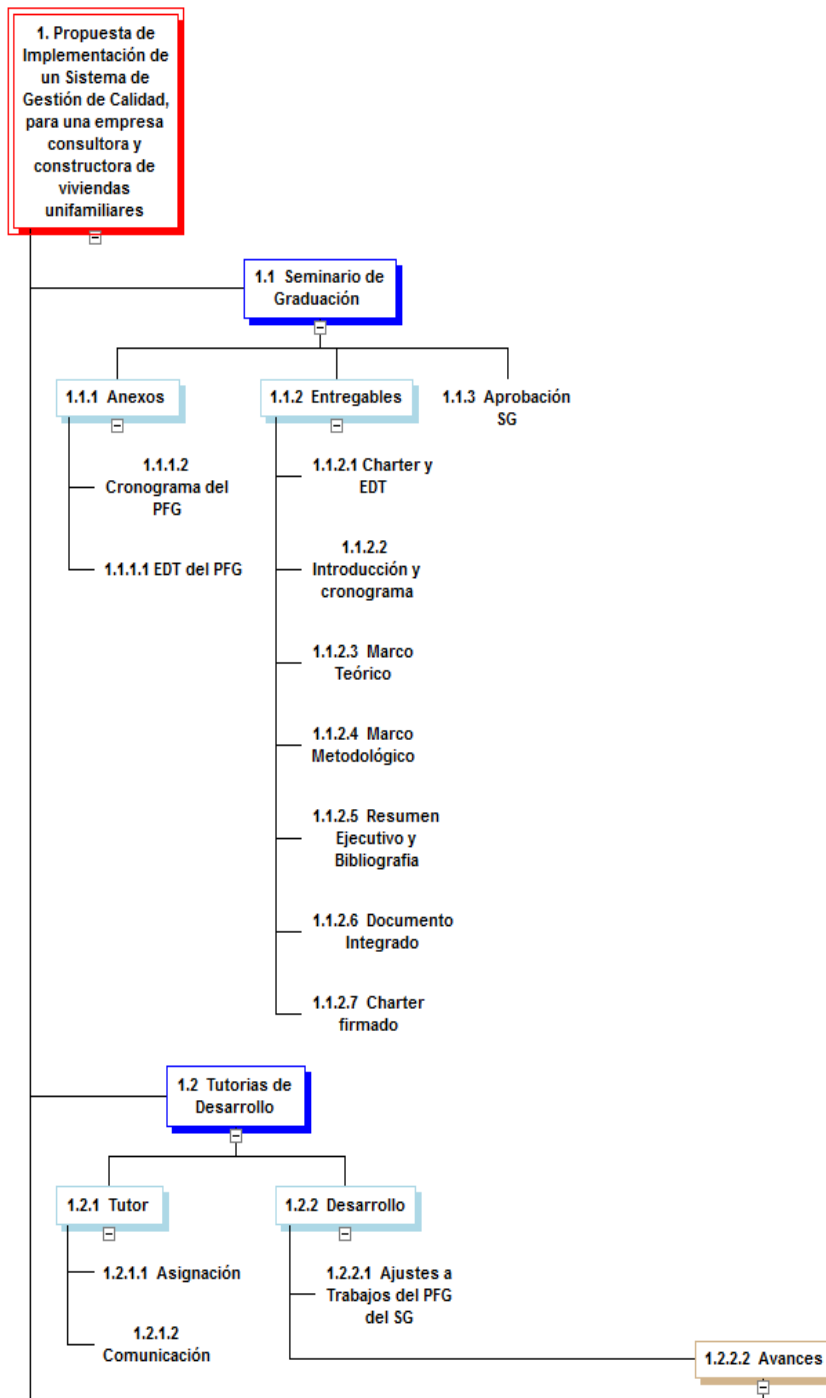 1. Propuesta de
Implementación de
un Sistema de
Gestión de Calidad,
para una empresa
consultora y
constructora de
viviendas
unifamiliares
1.1 Seminario de
Graduación
1.1.1 Anexos
1.1.2 Entregables
1.1.3 Aprobación
SG
1.1.1.2
Cronograma del
PFG
1.1.1.1 EDT del PFG
1.1.2.1 Charter y
EDT
1.1.2.2
Introducción y
cronograma
1.1.2.3 Marco
Teórico
1.1.2.4 Marco
Metodológico
1.1.2.5 Resumen
Ejecutivo y
Bibliografia
1.1.2.6 Documento
Integrado
1.1.2.7 Charter
firmado
1.2 Tutorias de
Desarrollo
1.2.1 Tutor
1.2.2 Desarrollo
1.2.1.1 Asignación
1.2.1.2
Comunicación
1.2.2.1 Ajustes a
Trabajos del PFG
del SG
1.2.2.2 Avances